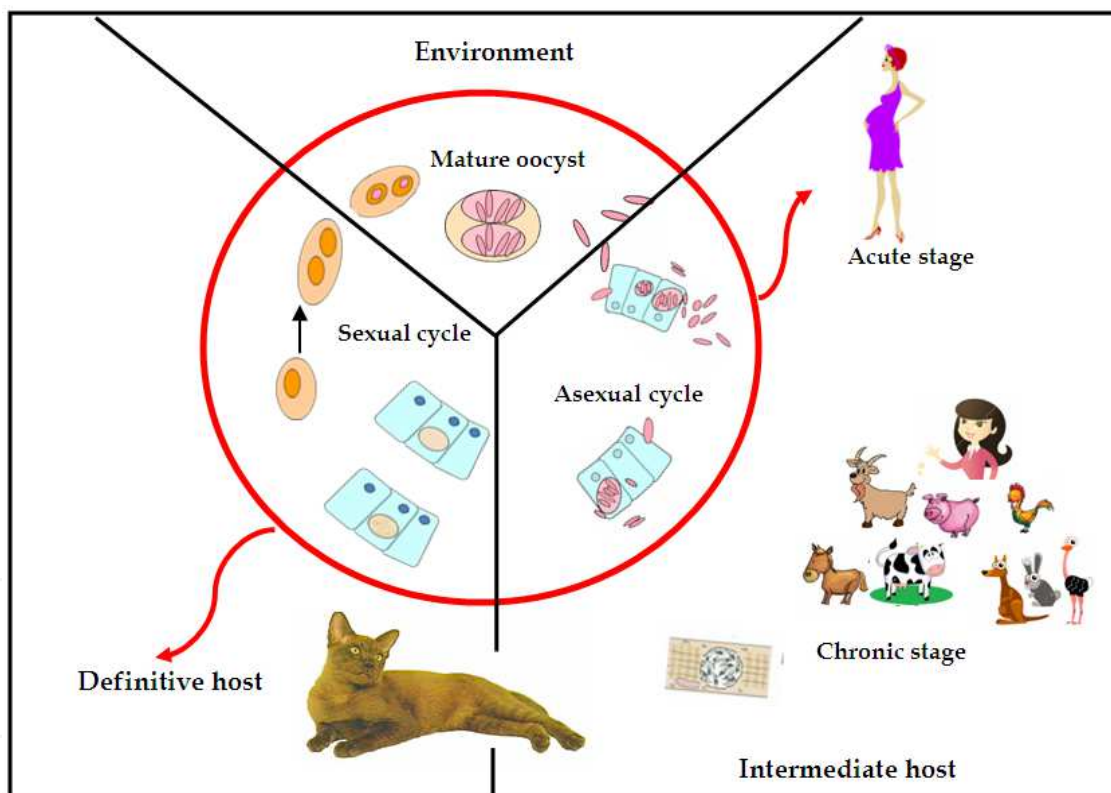 Environment
Mature oocyst
Acute stage
Sexual cycle
Asexual cycle
Chronic stage
Definitive host
Intermediate host